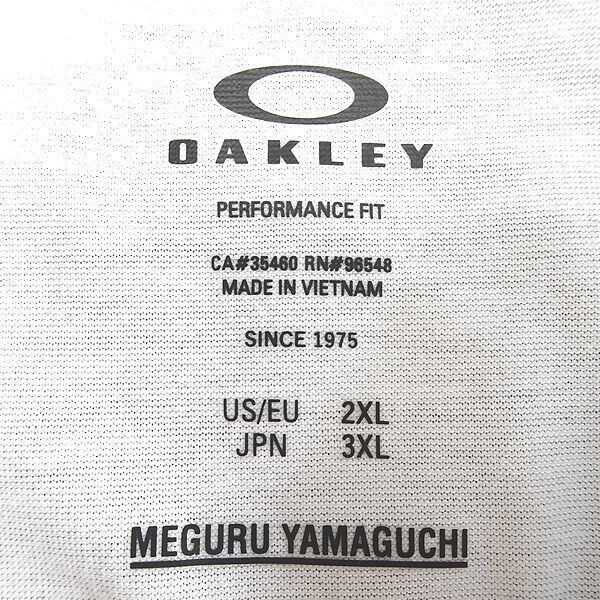 OAKLEY
PERFORMANCE FIT
CA#35460 RN#96548
MADE IN VIETNAM
SINCE 1975
US/EU 2XL
JPN 3XL
MEGURU YAMAGUCHI